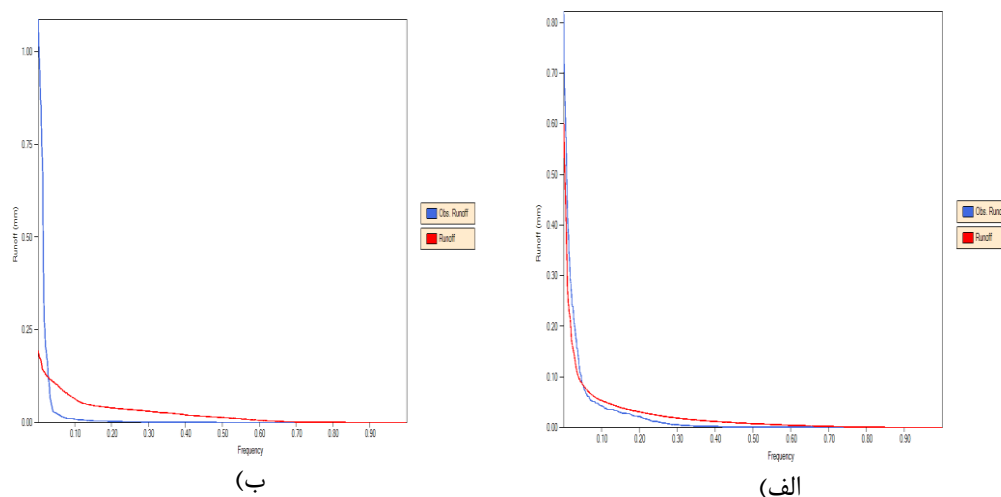 1.00
0.75
0.50
0.25
0.00
Runoff (mm)
0.10 0.20 0.30 0.40 0.50 0.60 0.70 0.80 0.90
Frequency
Obs. Runoff
Runoff
ب)
0.80
0.70
0.60
0.50
0.40
0.30
0.20
0.10
0.00
Runoff (mm)
0.10 0.20 0.30 0.40 0.50 0.60 0.70 0.80 0.90
Frequency
Obs. Runo
Runoff
الف)